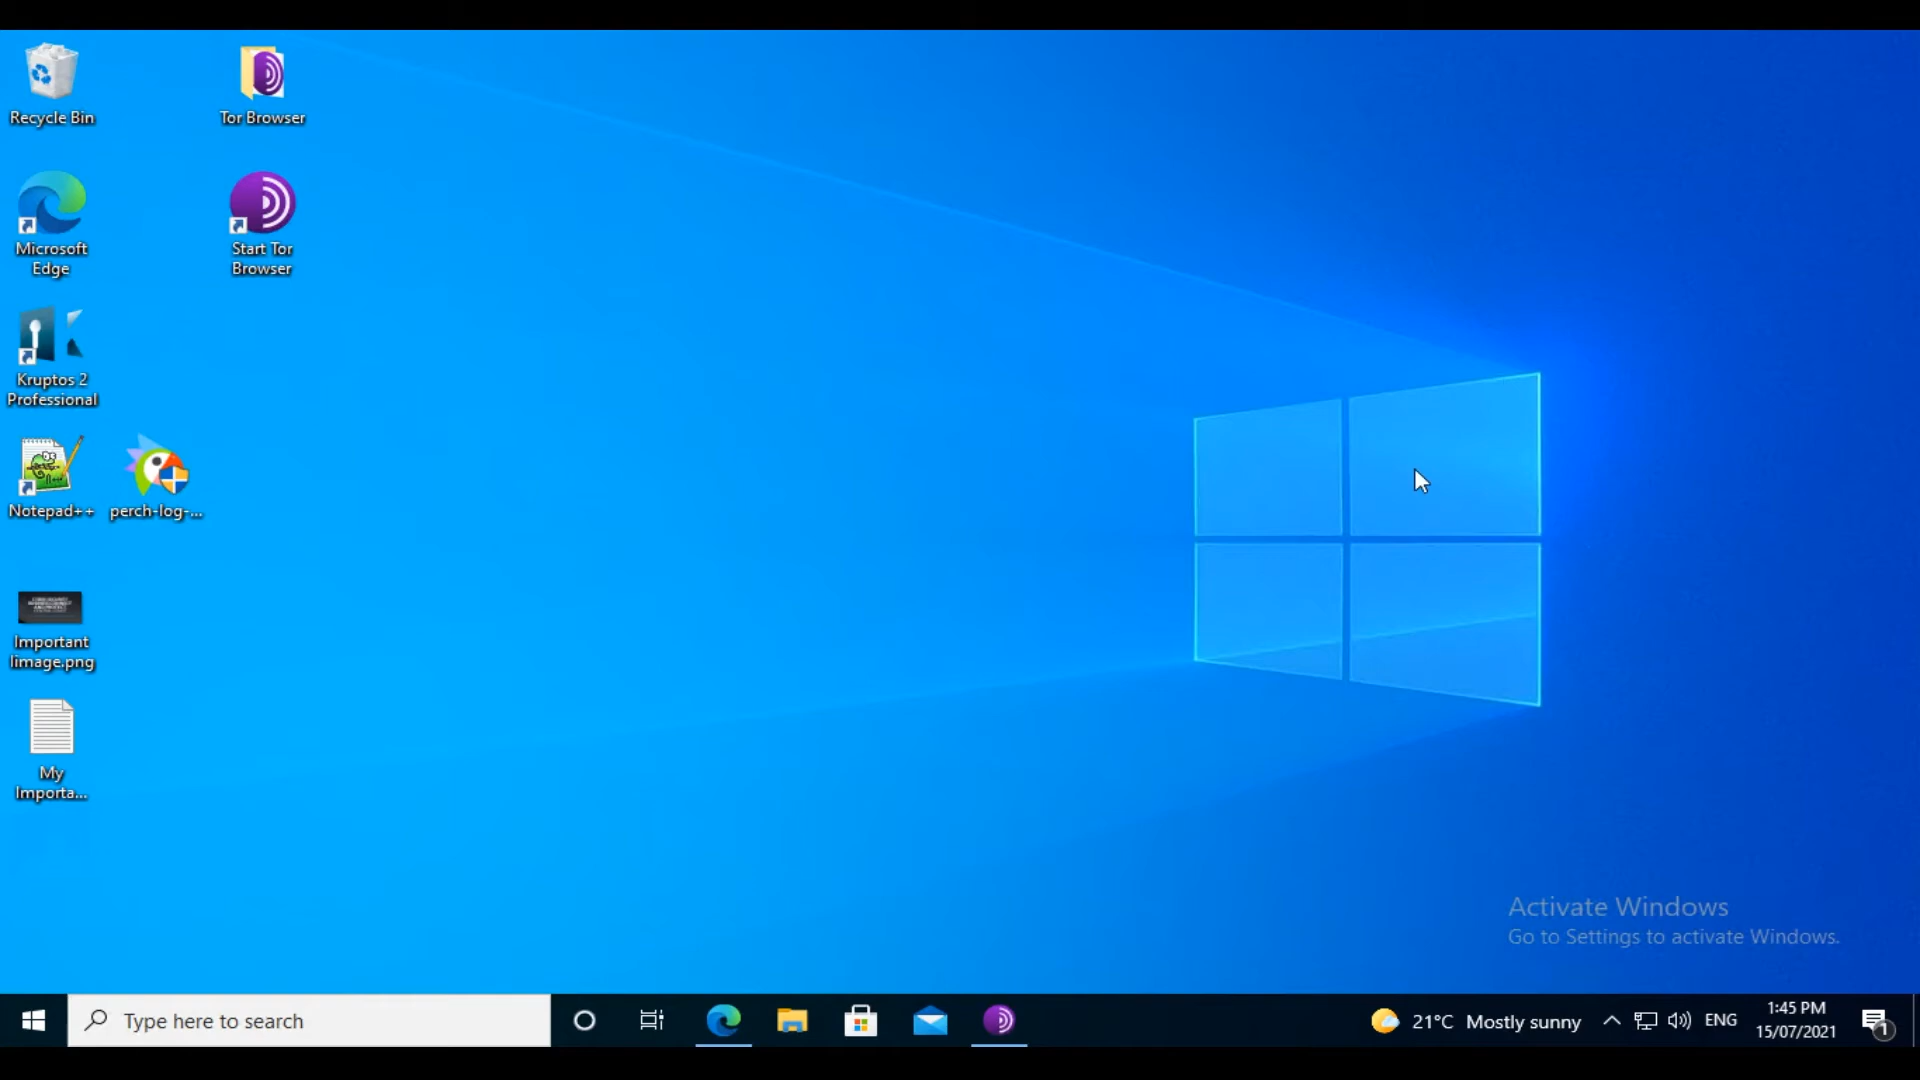 Recycle Bin
Tor Browser
Microsoft
Edge
Start Tor
Browser
Kruptos 2
Professional
Notepad++
perch-log-...
Important
Iimage.png
My
Importa...
Activate Windows
Go to Settings to activate Windows.
Type here to search
21°C Mostly sunny
ENG
1:45 PM
15/07/2021
1